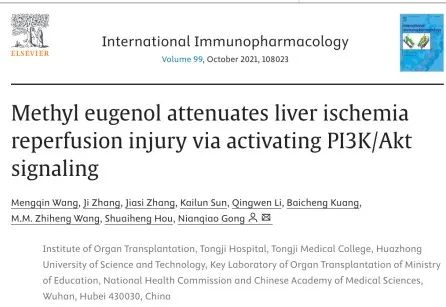 International Immunopharmacology
Volume 99, October 2021, 108023
ELSEVIER
Methyl eugenol attenuates liver ischemia
reperfusion injury via activating PI3K/Akt
signaling
Mengqin Wang, Ji Zhang, Jiasi Zhang, Kailun Sun, Qingwen Li, Baicheng Kuang,
M.M. Zhiheng Wang, Shuaiheng Hou, Nianqiao Gong
Institute of Organ Transplantation, Tongji Hospital, Tongji Medical College, Huazhong
University of Science and Technology, Key Laboratory of Organ Transplantation of Ministry
of Education, National Health Commission and Chinese Academy of Medical Sciences,
Wuhan, Hubei 430030, China